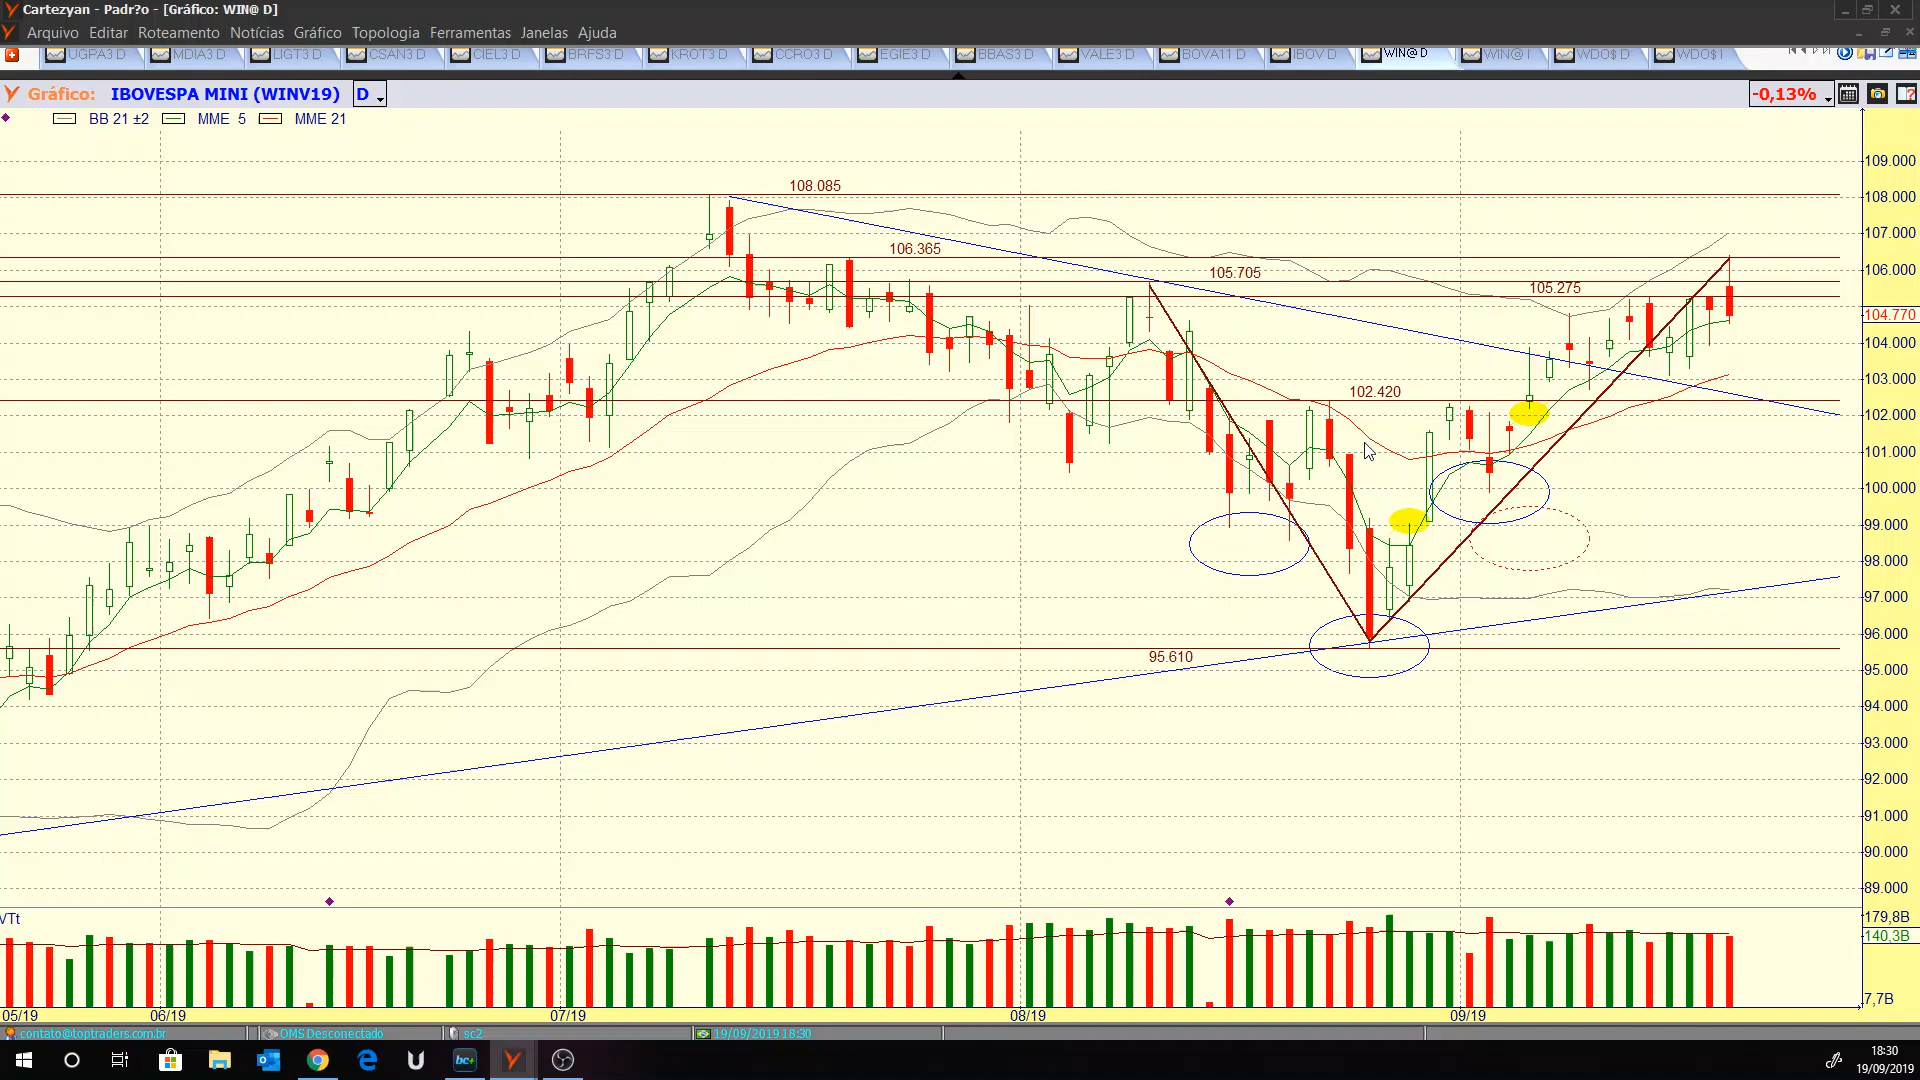 Cartezyan - Padr?o - [Gráfico: WIN@ D]
Arquivo Editar Roteamento Notícias Gráfico Topologia Ferramentas Janelas Ajuda
UGPA3 D MDIA3 D LIGT3 D CSAN3 D CIEL3 D BRFS3 D KROT3 D CCRO3 D EGIE3 D BBAS3 D VALE3 D BOVA11 D IBOV D WIN@ D WIN@ I WDO$ D WDO$ I
Gráfico: IBOVESPA MINI (WINV19) D -0,13%
BB 21 ±2 MME 5 MME 21
109.000
108.085
108.000
107.000
106.365
106.000
105.705
105.275
104.770
104.000
103.000
102.420
102.000
101.000
100.000
99.000
98.000
97.000
96.000
95.610
95.000
94.000
93.000
92.000
91.000
90.000
89.000
VTt
179,8B
140,3B
7,7B
05/19 06/19 07/19 08/19 09/19
contato@toptraders.com.br OMS Desconectado sc2 19/09/2019 18:30
bc+
18:30
19/09/2019